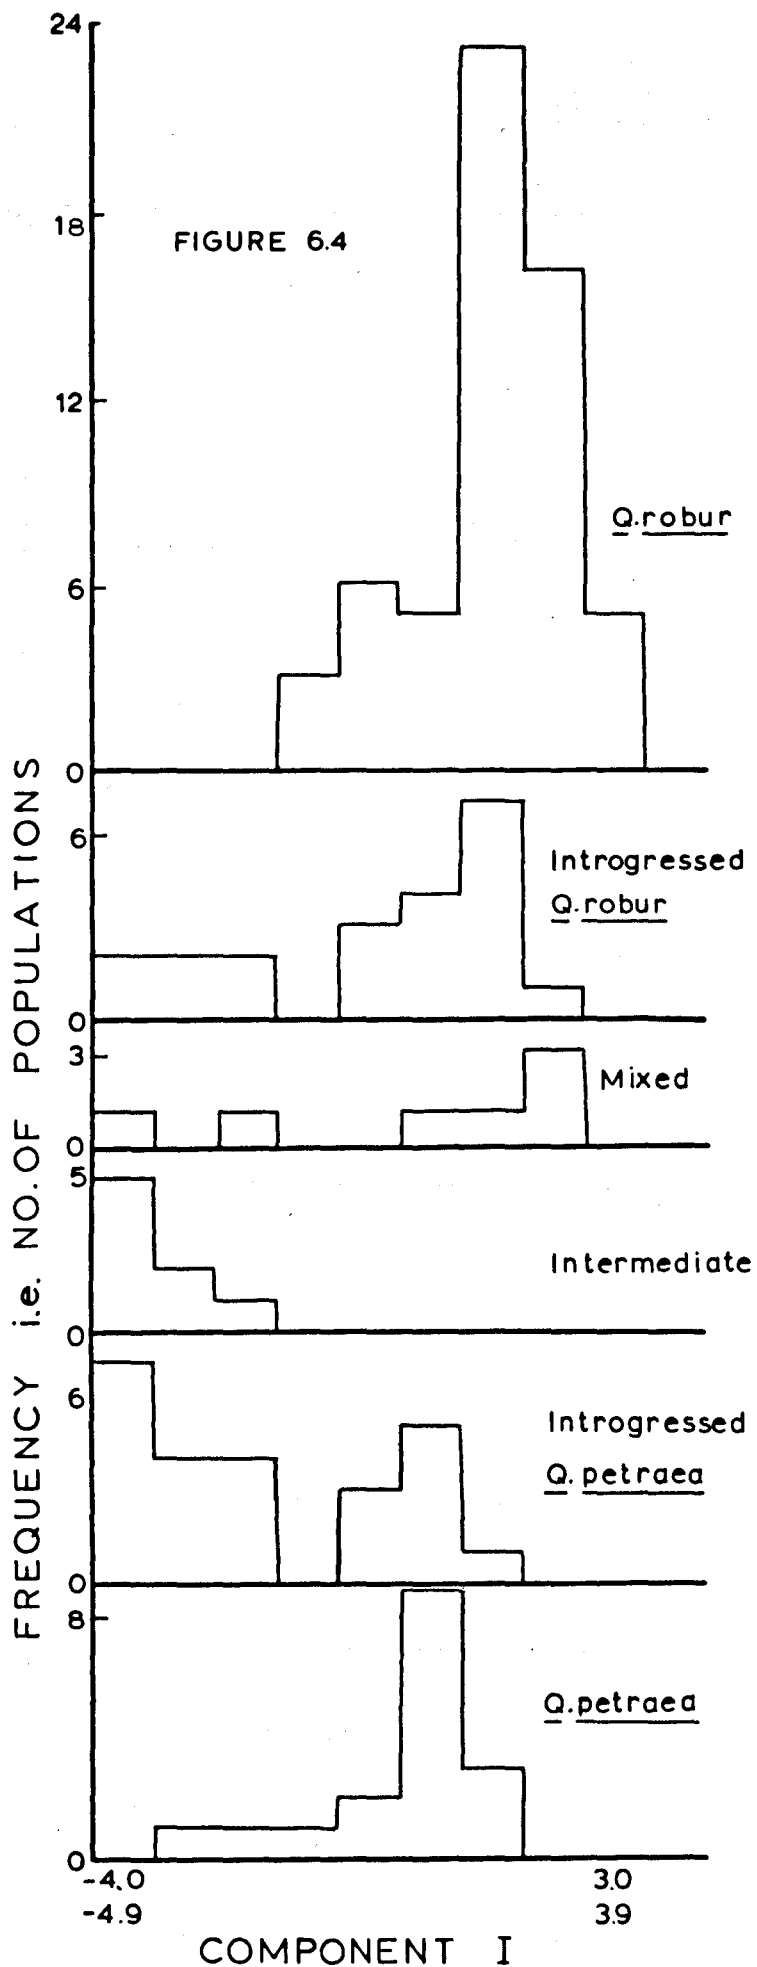 24
18
FIGURE 6.4
12
Q.robur
6
0
6
Introgressed
Q.robur
0
3
Mixed
0
5
Intermediate
0
6
Introgressed
Q.petraea
0
8
Q.petraea
0
FREQUENCY i.e. NO. OF POPULATIONS
-4.0 3.0
-4.9 3.9
COMPONENT I